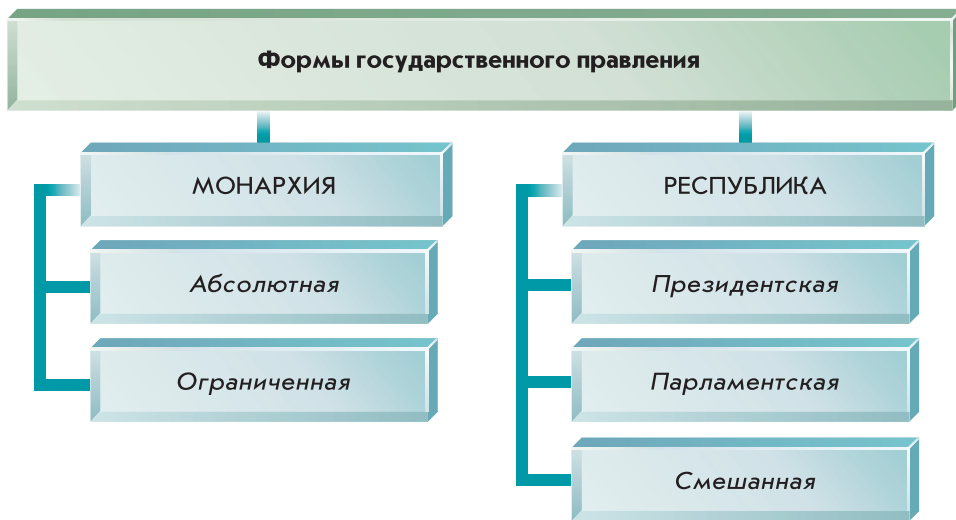 Формы государственного правления
МОНАРХИЯ
Абсолютная
Ограниченная
РЕСПУБЛИКА
Президентская
Парламентская
Смешанная